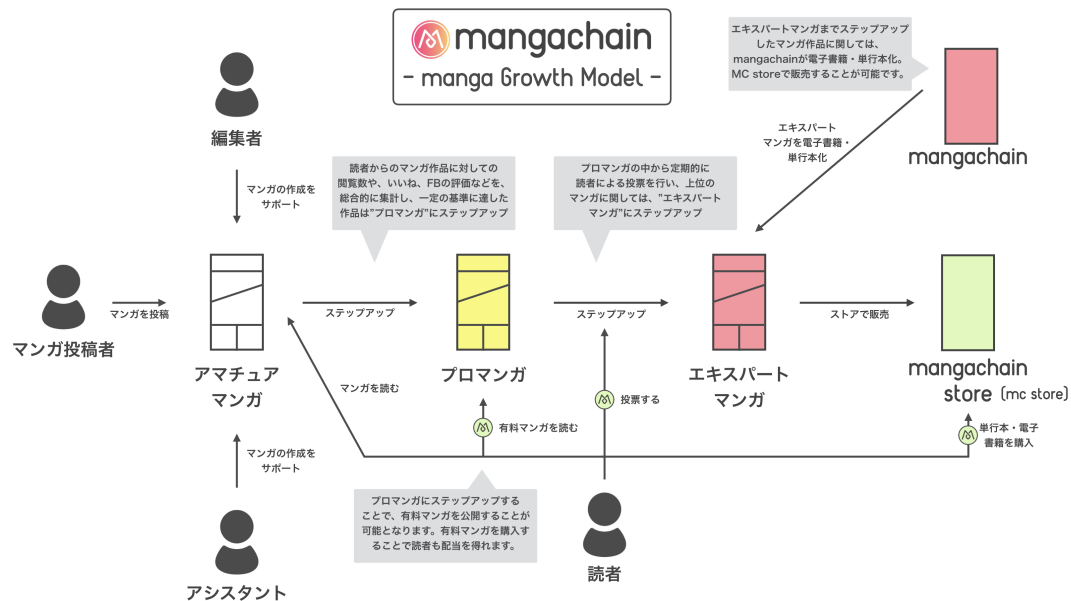 mangachain
– manga Growth Model –
エキスパートマンガまでステップアップ
したマンガ作品に関しては、
mangachainが電子書籍・単行本化。
MC storeで販売することが可能です。
編集者
エキスパート
マンガを電子書籍・
単行本化
mangachain
マンガの作成を
サポート
読者からのマンガ作品に対しての
閲覧数や、いいね、FBの評価などを、
総合的に集計し、一定の基準に達した
作品は”プロマンガ”にステップアップ
プロマンガの中から定期的に
読者による投票を行い、上位の
マンガに関しては、”エキスパート
マンガ”にステップアップ
マンガを投稿
マンガ投稿者
ステップアップ
ステップアップ
ストアで販売
アマチュア
マンガ
プロマンガ
エキスパート
マンガ
mangachain
store (mc store)
マンガを読む
有料マンガを読む
投票する
単行本・電子
書籍を購入
マンガの作成を
サポート
プロマンガにステップアップする
ことで、有料マンガを公開することが
可能となります。有料マンガを購入す
ることで読者も配当を得れます。
読者
アシスタント